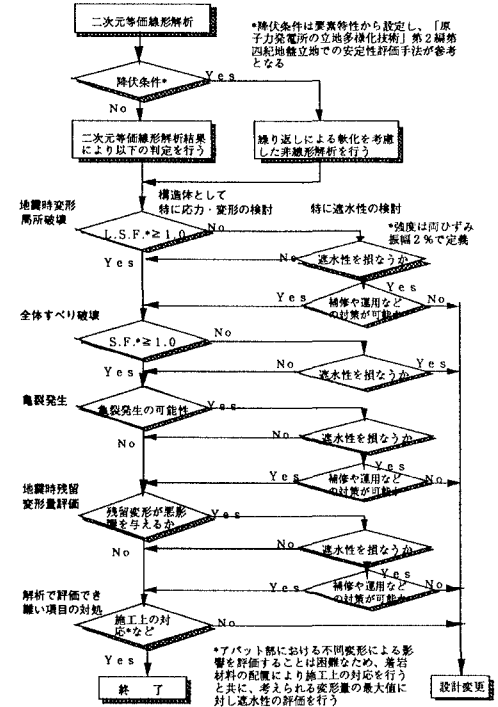 二次元等価線形解析
*降伏条件は要素特性から設定し、「原
子力発電所の立地多様化技術」第2編第
四紀地盤立地での安定性評価手法が参考
となる
降伏条件*
Yes
No
二次元等価線形解析結果
により以下の判定を行う
繰り返しによる軟化を考慮
した非線形解析を行う
地震時変形
局所破壊
構造体として
特に応力・変形の検討
特に遮水性の検討
L.S.F.*≥1.0
No
*強度は両ひずみ
振幅2%で定義
Yes
No
遮水性を損なうか
Yes
補修や運用など
の対策が可能か
No
全体すべり破壊
S.F.*≥1.0
No
Yes
No
遮水性を損なうか
Yes
亀裂発生
亀裂発生の可能性
Yes
No
No
遮水性を損なうか
Yes
地震時残留
変形量評価
Yes
補修や運用など
の対策が可能か
No
残留変形が悪影
響を与えるか
Yes
No
No
遮水性を損なうか
Yes
解析で評価でき
難い項目の対処
Yes
補修や運用など
の対策が可能か
No
施工上の対
応*など
No
Yes
*アバット部における不同変形による影
響を評価することは困難なため、着岩
材料の配置により施工上の対応を行う
と共に、考えられる変形量の最大値に
対し遮水性の評価を行う
終 了
設計変更